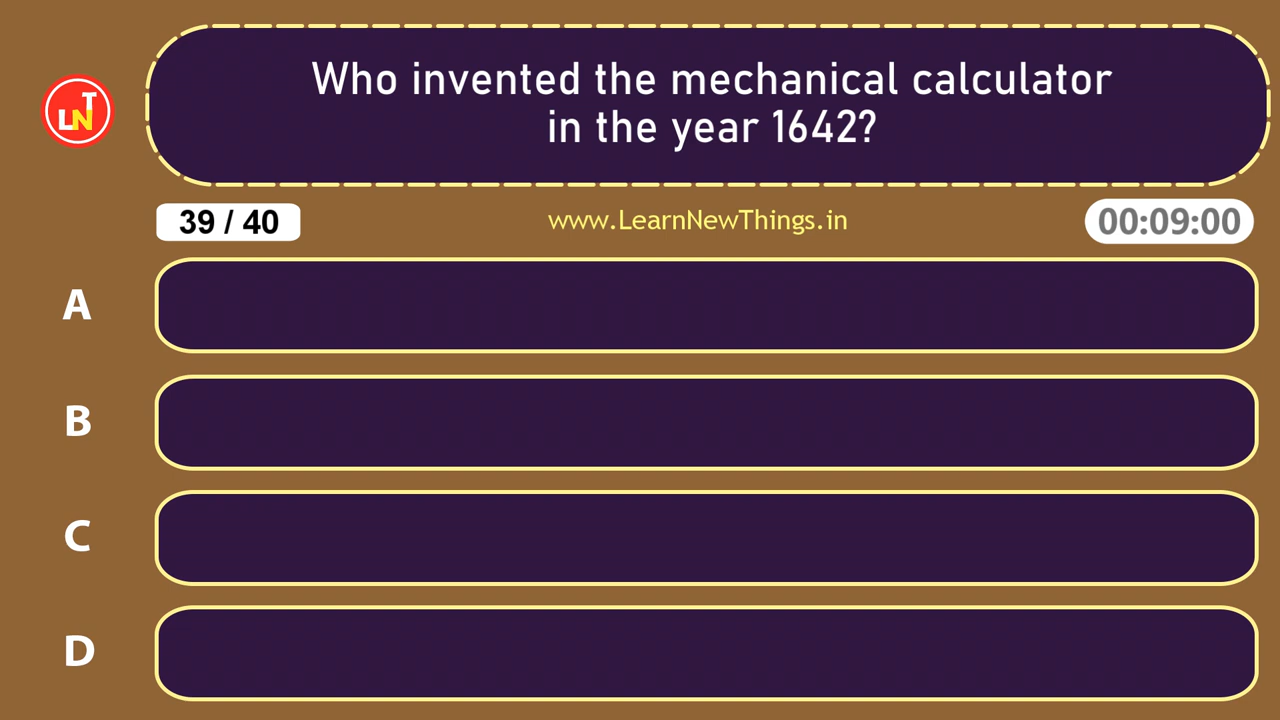 Who invented the mechanical calculator
in the year 1642?
LNT
39 / 40
www.LearnNewThings.in
00:09:00
A
B
C
D